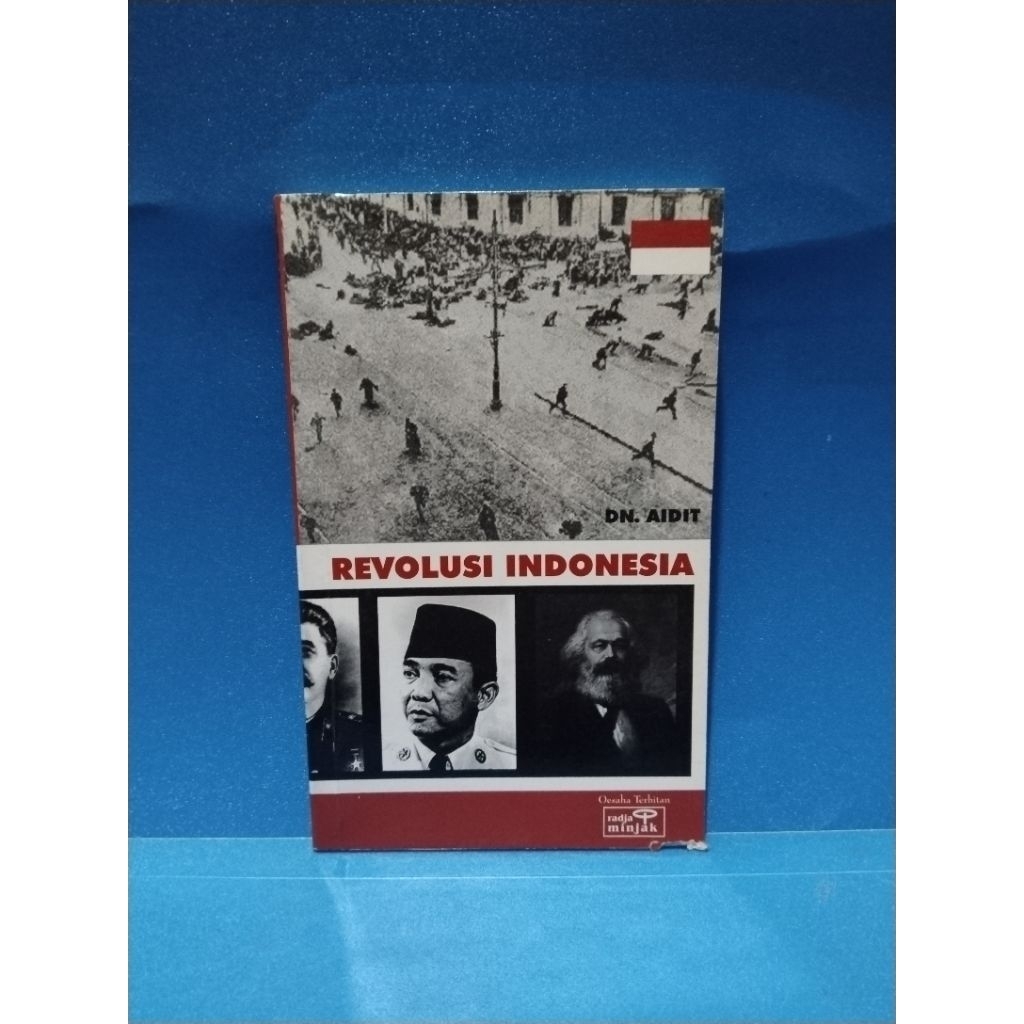 DN. AIDIT
REVOLUSI INDONESIA
Oesaha Terbitan
radja
minjak